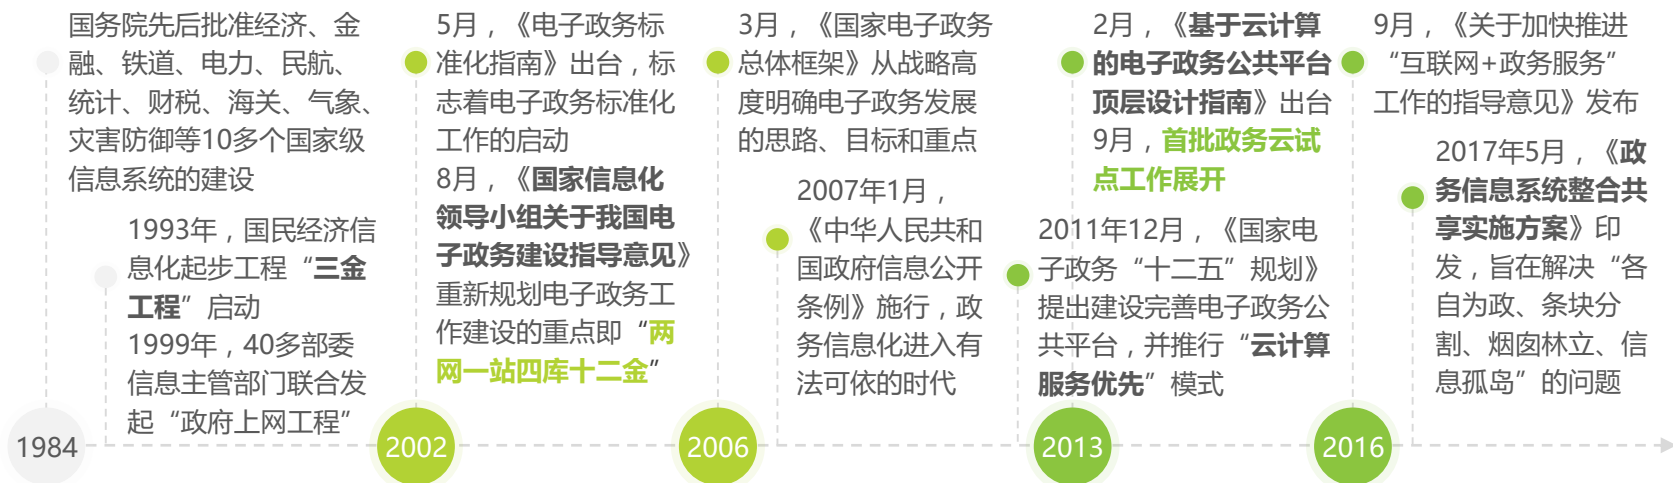 国务院先后批准经济、金
融、铁道、电力、民航、
统计、财税、海关、气象、
灾害防御等10多个国家级
信息系统的建设
1993年，国民经济信
息化起步工程“三金
工程”启动
1999年，40多部委
信息主管部门联合发
起“政府上网工程”
1984
5月，《电子政务标
准化指南》出台，标
志着电子政务标准化
工作的启动
8月，《国家信息化
领导小组关于我国电
子政务建设指导意见》
重新规划电子政务工
作建设的重点即“两
网一站四库十二金”
2002
3月，《国家电子政务
总体框架》从战略高
度明确电子政务发展
的思路、目标和重点
2007年1月，
《中华人民共和
国政府信息公开
条例》施行，政
务信息化进入有
法可依的时代
2006
2月，《基于云计算
的电子政务公共平台
顶层设计指南》出台
9月，首批政务云试
点工作展开
2011年12月，《国家电
子政务“十二五”规划》
提出建设完善电子政务公
共平台，并推行“云计算
服务优先”模式
2013
9月，《关于加快推进
“互联网+政务服务”
工作的指导意见》发布
2017年5月，《政
务信息系统整合共
享实施方案》印
发，旨在解决“各
自为政、条块分
割、烟囱林立、信
息孤岛”的问题
2016